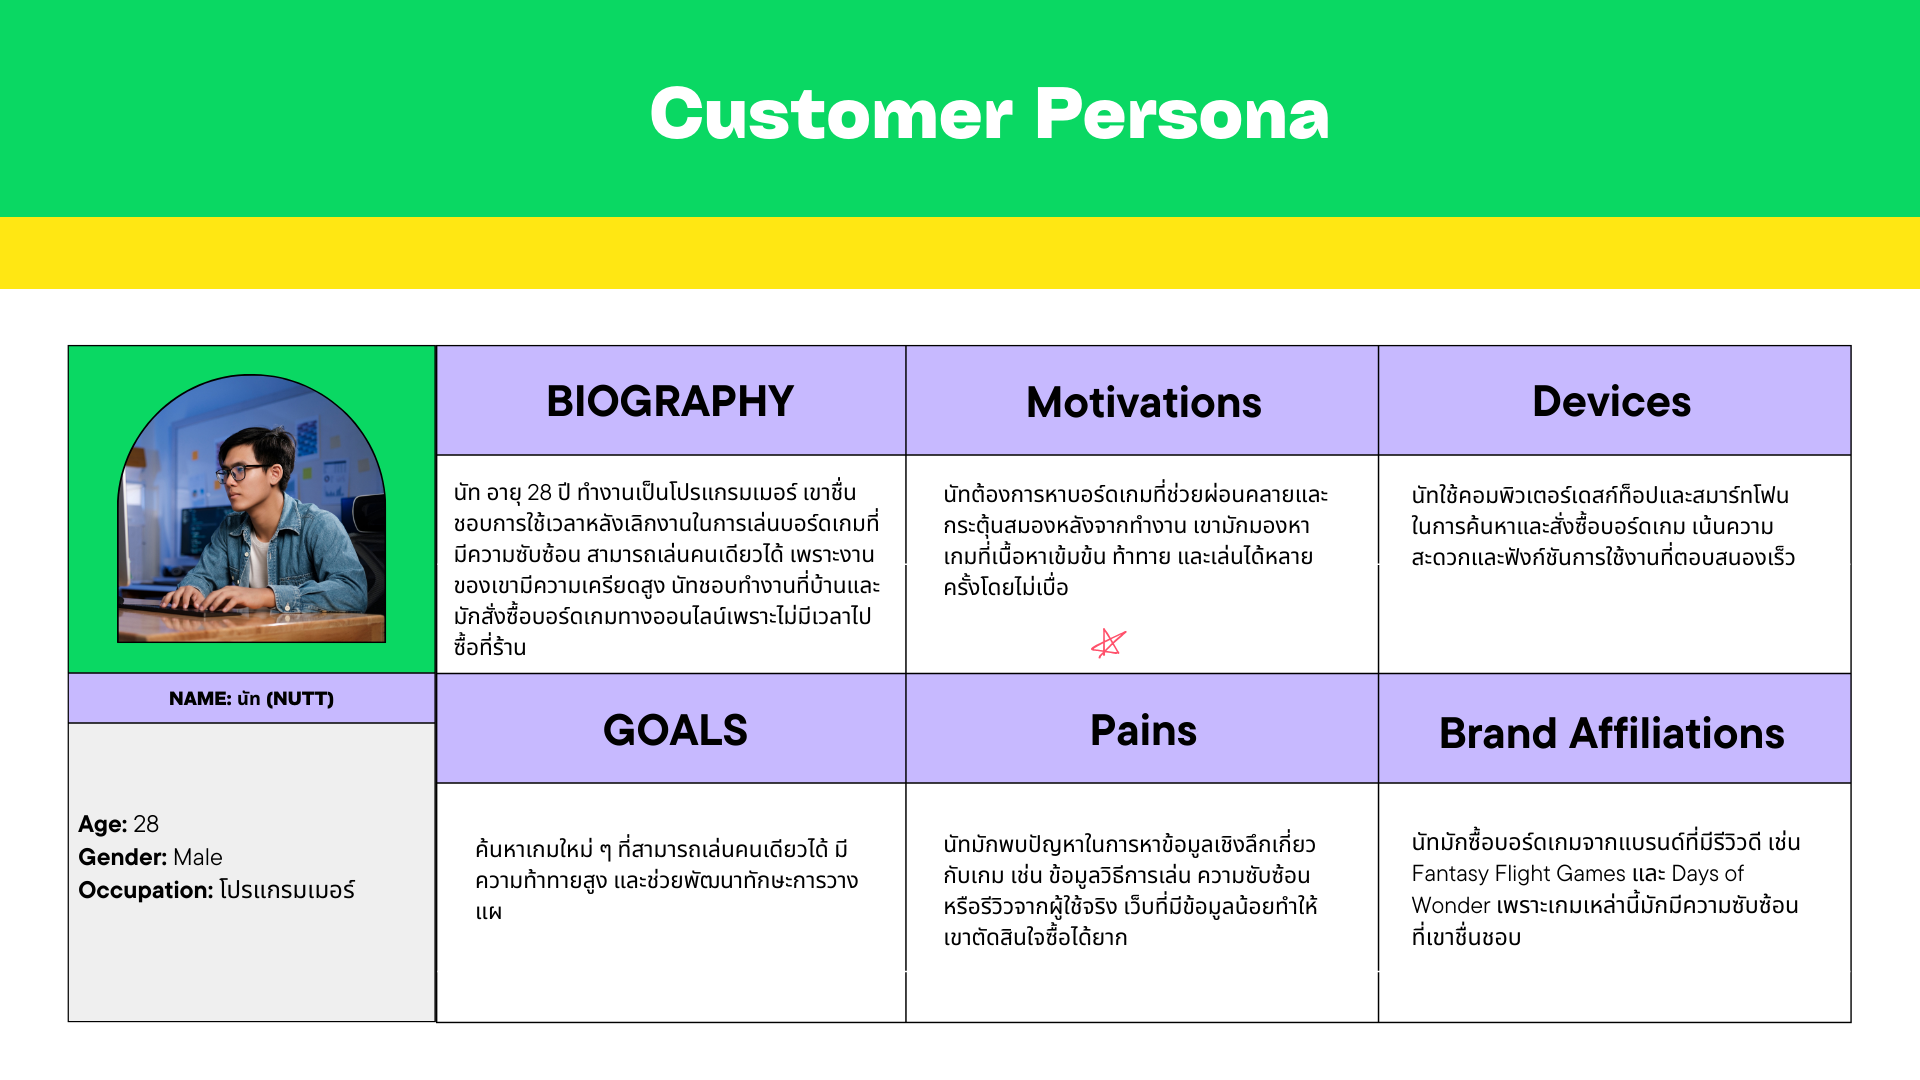 Customer Persona
BIOGRAPHY
Motivations
Devices
นัท อายุ 28 ปี ทำงานเป็นโปรแกรมเมอร์ เขาชื่น
ชอบการใช้เวลาหลังเลิกงานในการเล่นบอร์ดเกมที่
มีความซับซ้อน สามารถเล่นคนเดียวได้ เพราะงาน
ของเขามีความเครียดสูง นัทชอบทำงานที่บ้านและ
มักสั่งซื้อบอร์ดเกมทางออนไลน์เพราะไม่มีเวลาไป
ซื้อที่ร้าน
นัทต้องการหาบอร์ดเกมที่ช่วยผ่อนคลายและ
กระตุ้นสมองหลังจากทำงาน เขามักมองหา
เกมที่เนื้อหาเข้มข้น ท้าทาย และเล่นได้หลาย
ครั้งโดยไม่เบื่อ
นัทใช้คอมพิวเตอร์เดสก์ท็อปและสมาร์ทโฟน
ในการค้นหาและสั่งซื้อบอร์ดเกม เน้นความ
สะดวกและฟังก์ชันการใช้งานที่ตอบสนองเร็ว
NAME: นัท (NUTT)
Age: 28
Gender: Male
Occupation: โปรแกรมเมอร์
GOALS
Pains
Brand Affiliations
ค้นหาเกมใหม่ ๆ ที่สามารถเล่นคนเดียวได้ มี
ความท้าทายสูง และช่วยพัฒนาทักษะการวาง
แผ
นัทมักพบปัญหาในการหาข้อมูลเชิงลึกเกี่ยว
กับเกม เช่น ข้อมูลวิธีการเล่น ความซับซ้อน
หรือรีวิวจากผู้ใช้จริง เว็บที่มีข้อมูลน้อยทำให้
เขาตัดสินใจซื้อได้ยาก
นัทมักซื้อบอร์ดเกมจากแบรนด์ที่มีรีวิวดี เช่น
Fantasy Flight Games และ Days of
Wonder เพราะเกมเหล่านี้มักมีความซับซ้อน
ที่เขาชื่นชอบ